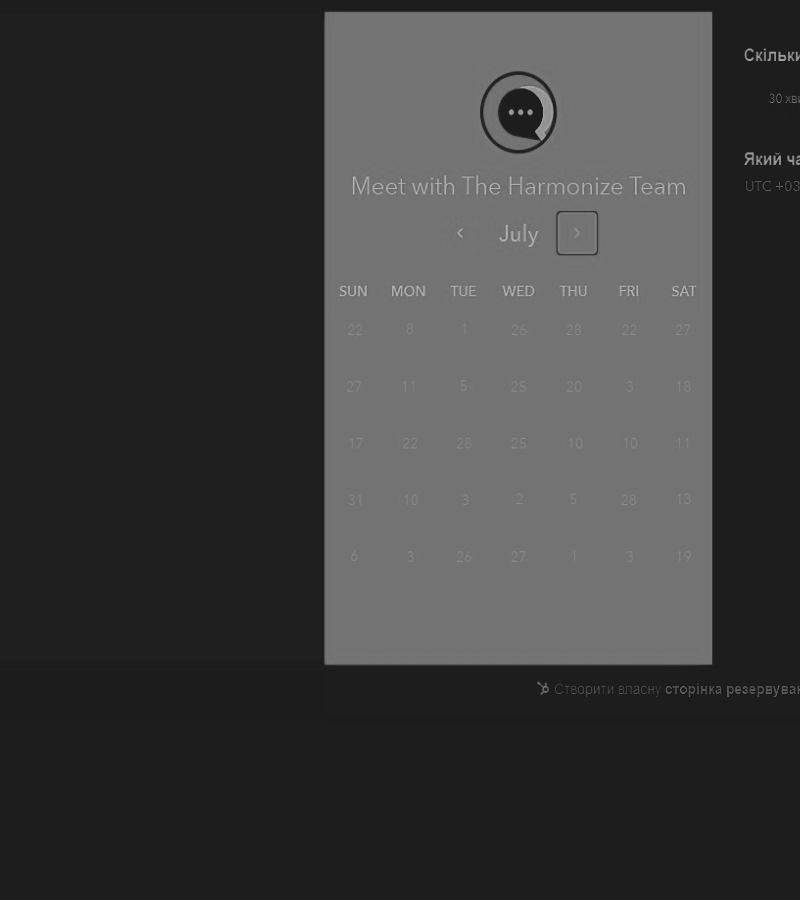 Meet with The Harmonize Team
July
SUN MON TUE WED THU FRI SAT
22 8 1 26 28 22 27
27 11 5 25 20 3 18
17 22 28 25 10 10 11
31 10 3 2 5 28 13
6 3 26 27 1 3 19
Скільки
30 хви
Який ча
UTC +03
Створити власну сторінка резервуван